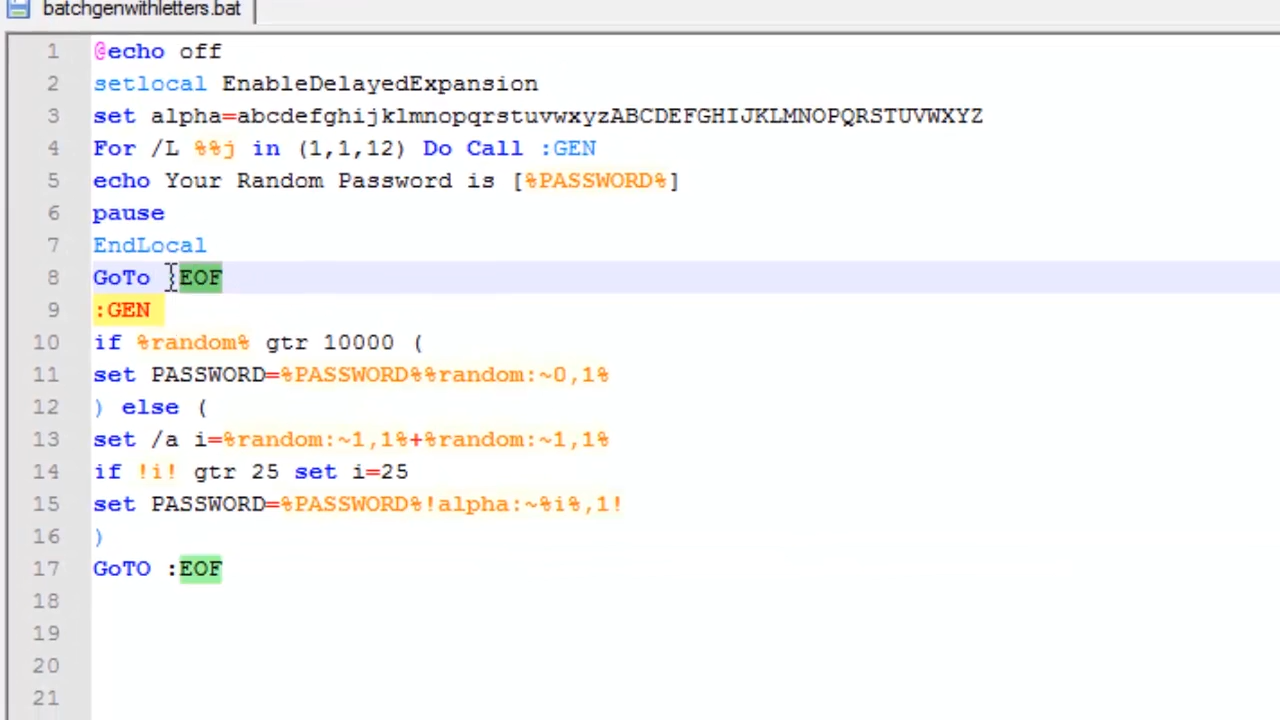 batchgenwithletters.bat
1 @echo off
2 setlocal EnableDelayedExpansion
3 set alpha=abcdefghijklmnopqrstuvwxyzABCDEFGHIJKLMNOPQRSTUVWXYZ
4 For /L %%j in (1,1,12) Do Call :GEN
5 echo Your Random Password is [%PASSWORD%]
6 pause
7 EndLocal
8 GoTo :EOF
9 :GEN
10 if %random% gtr 10000 (
11 set PASSWORD=%PASSWORD%%random:~0,1%
12 ) else (
13 set /a i=%random:~1,1%+%random:~1,1%
14 if !i! gtr 25 set i=25
15 set PASSWORD=%PASSWORD%!alpha:~%i%,1!
16 )
17 GoTO :EOF
18
19
20
21